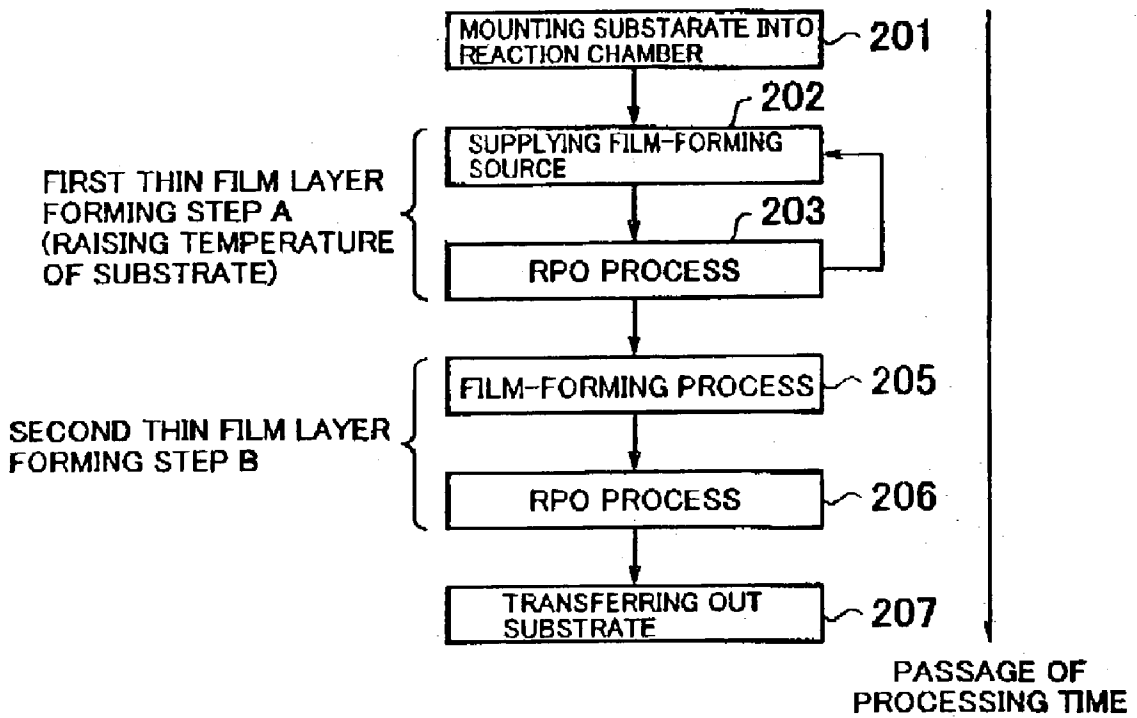 MOUNTING SUBSTARATE INTO
REACTION CHAMBER
201
202
SUPPLYING FILM-FORMING
SOURCE
FIRST THIN FILM LAYER
FORMING STEP A
(RAISING TEMPERATURE
OF SUBSTRATE)
203
RPO PROCESS
FILM-FORMING PROCESS
205
SECOND THIN FILM LAYER
FORMING STEP B
RPO PROCESS
206
TRANSFERRING OUT
SUBSTRATE
207
PASSAGE OF
PROCESSING TIME